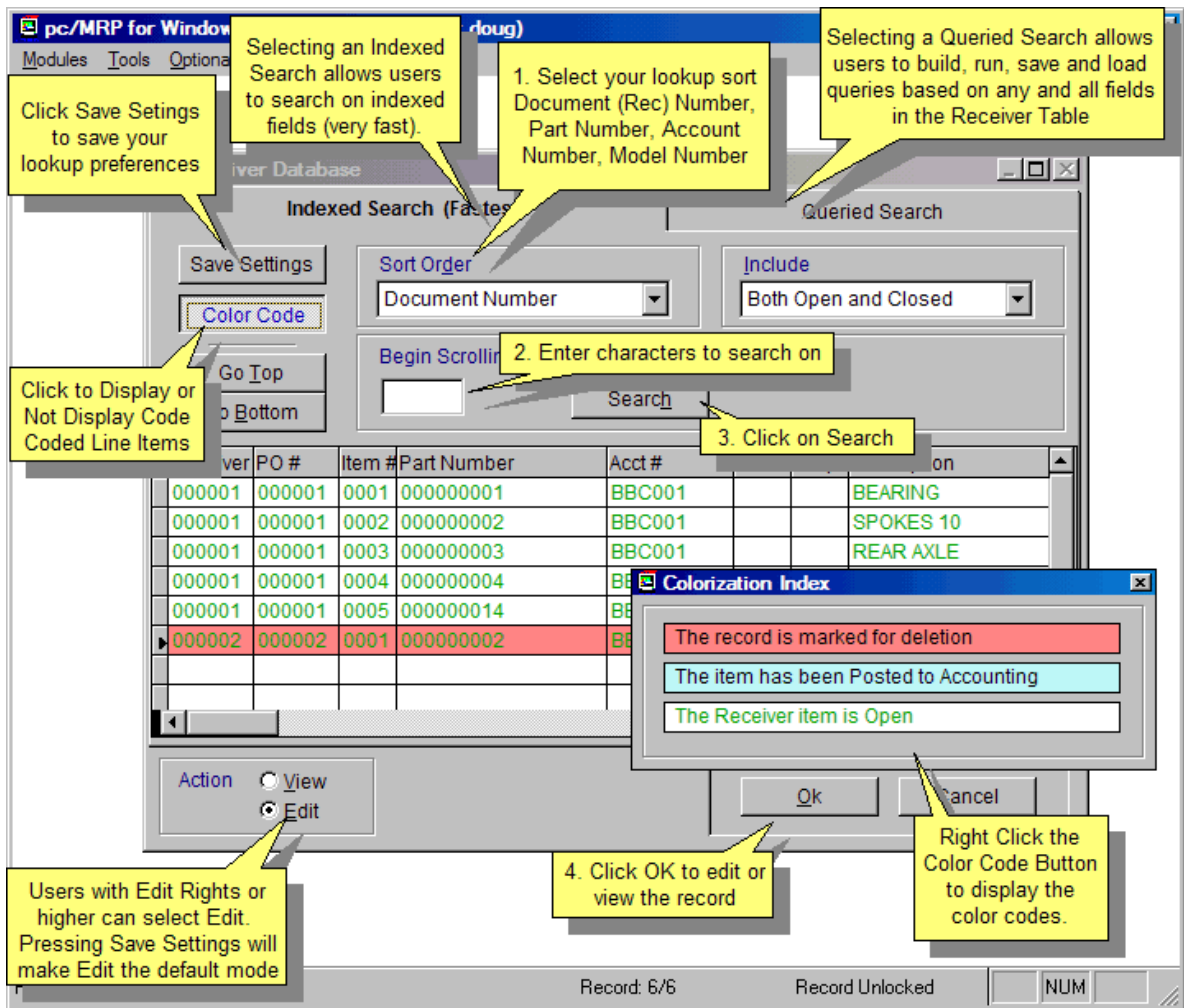 pc/MRP for Window
doug)
Modules Tools Optiona
Click Save Setings
to save your
lookup preferences
Selecting an Indexed
Search allows users
to search on indexed
fields (very fast).
1. Select your lookup sort
Document (Rec) Number,
Part Number, Account
Number, Model Number
Selecting a Queried Search allows
users to build, run, save and load
queries based on any and all fields
in the Receiver Table
iver Database
Indexed Search (Fastes
Queried Search
Save Settings
Sort Order
Include
Document Number
Both Open and Closed
Color Code
Begin Scrollin
2. Enter characters to search on
Go Top
Bottom
Search
Click to Display or
Not Display Code
Coded Line Items
3. Click on Search
ver PO # Item # Part Number Acct # on
000001 000001 0001 000000001 BBC001 BEARING
000001 000001 0002 000000002 BBC001 SPOKES 10
000001 000001 0003 000000003 BBC001 REAR AXLE
000001 000001 0004 000000004 BB
000001 000001 0005 000000014 BB
000002 000002 0001 000000002 BB
Colorization Index
The record is marked for deletion
The item has been Posted to Accounting
The Receiver item is Open
Action View
Edit
Ok
Cancel
Users with Edit Rights or
higher can select Edit.
Pressing Save Settings will
make Edit the default mode
4. Click OK to edit or
view the record
Right Click the
Color Code Button
to display the
color codes.
Record: 6/6
Record Unlocked
NUM